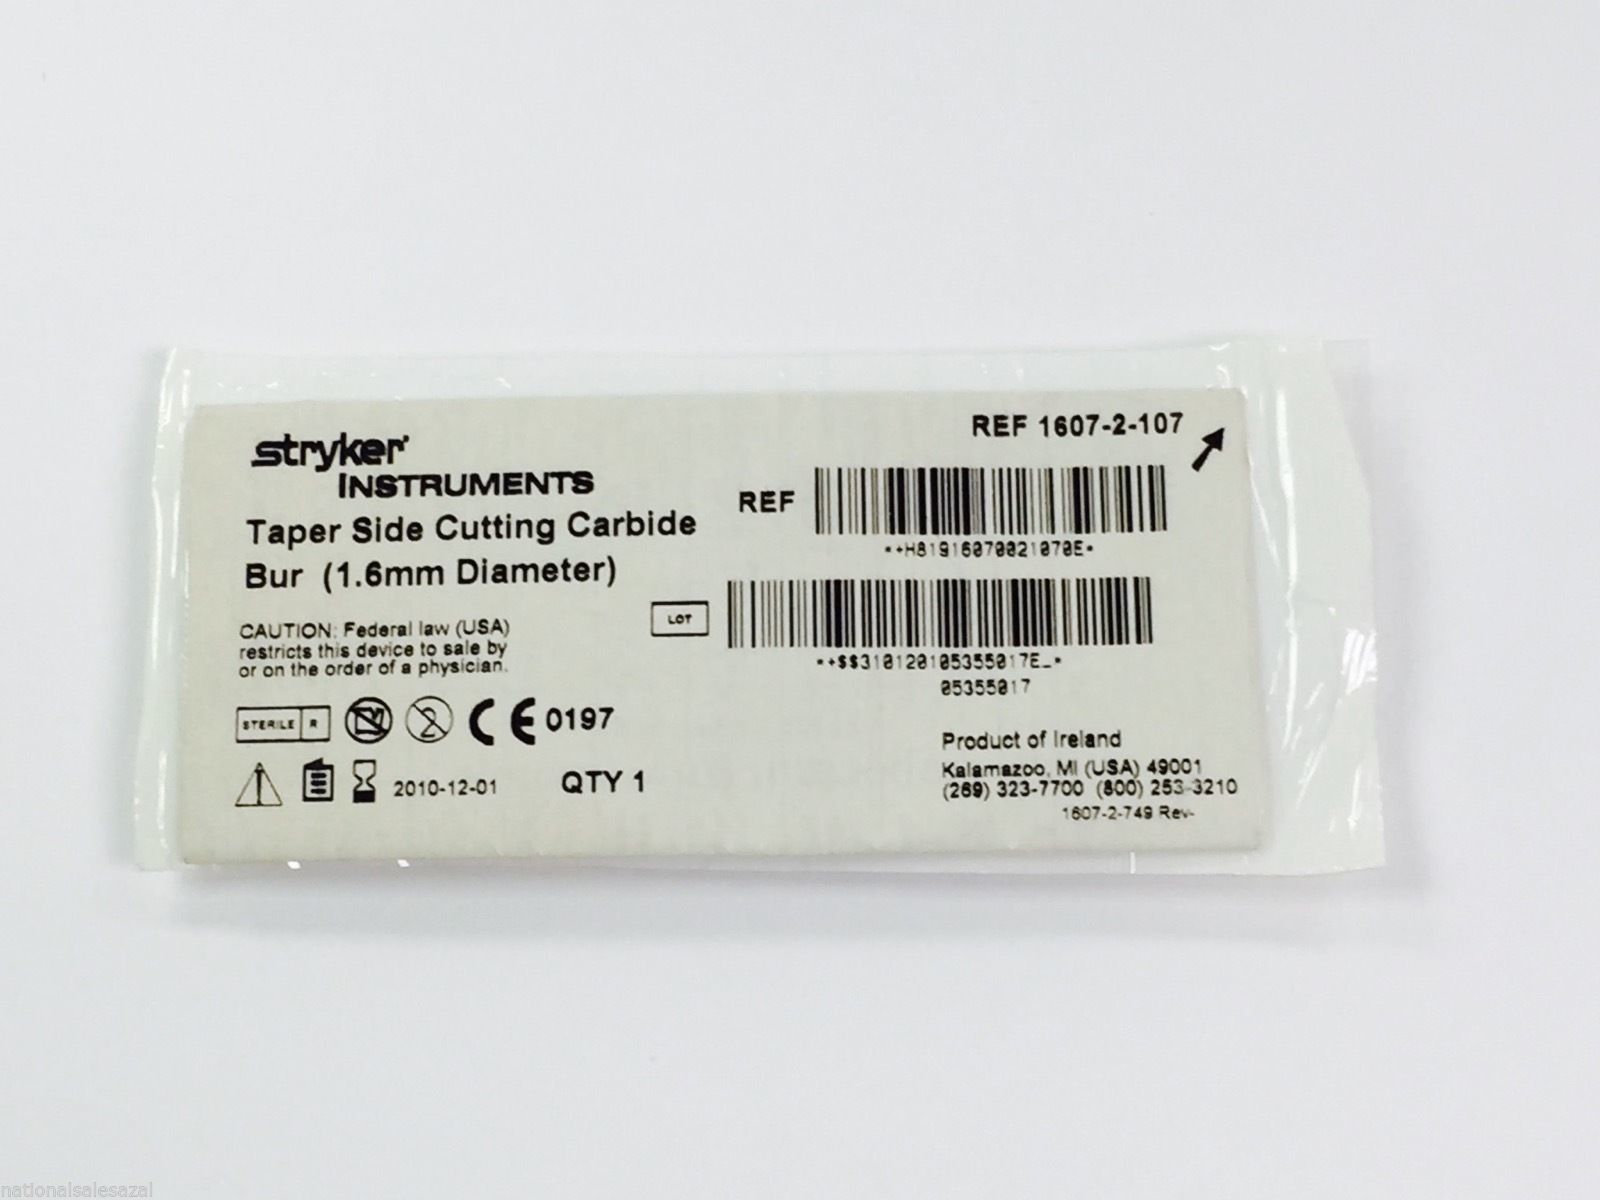 stryker
INSTRUMENTS
Taper Side Cutting Carbide
Bur (1.6mm Diameter)
CAUTION: Federal law (USA)
restricts this device to sale by
or on the order of a physician.
STERILE R
2
CE 0197
2010-12-01
QTY 1
REF 1607-2-107
REF
*+H81916070021070E*
LOT
*+$$310120105355017E_*
05355017
Product of Ireland
Kalamazoo, MI (USA) 49001
(269) 323-7700 (800) 253-3210
1607-2-749 Rev-
nationalsalesazal